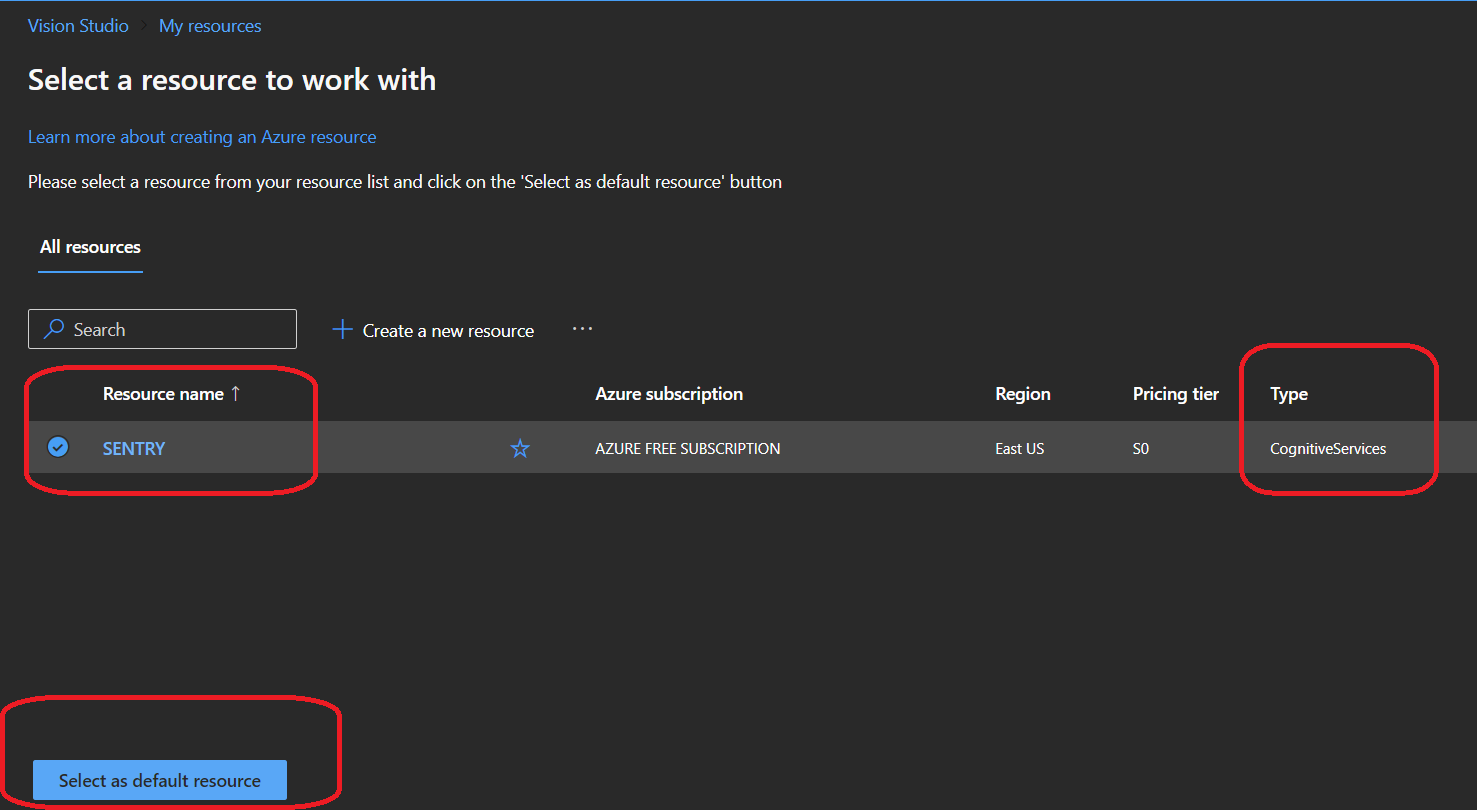 Vision Studio > My resources
Select a resource to work with
Learn more about creating an Azure resource
Please select a resource from your resource list and click on the 'Select as default resource' button
All resources
Search + Create a new resource ···
Resource name ↑ Azure subscription Region Pricing tier Type
SENTRY AZURE FREE SUBSCRIPTION East US S0 CognitiveServices
Select as default resource